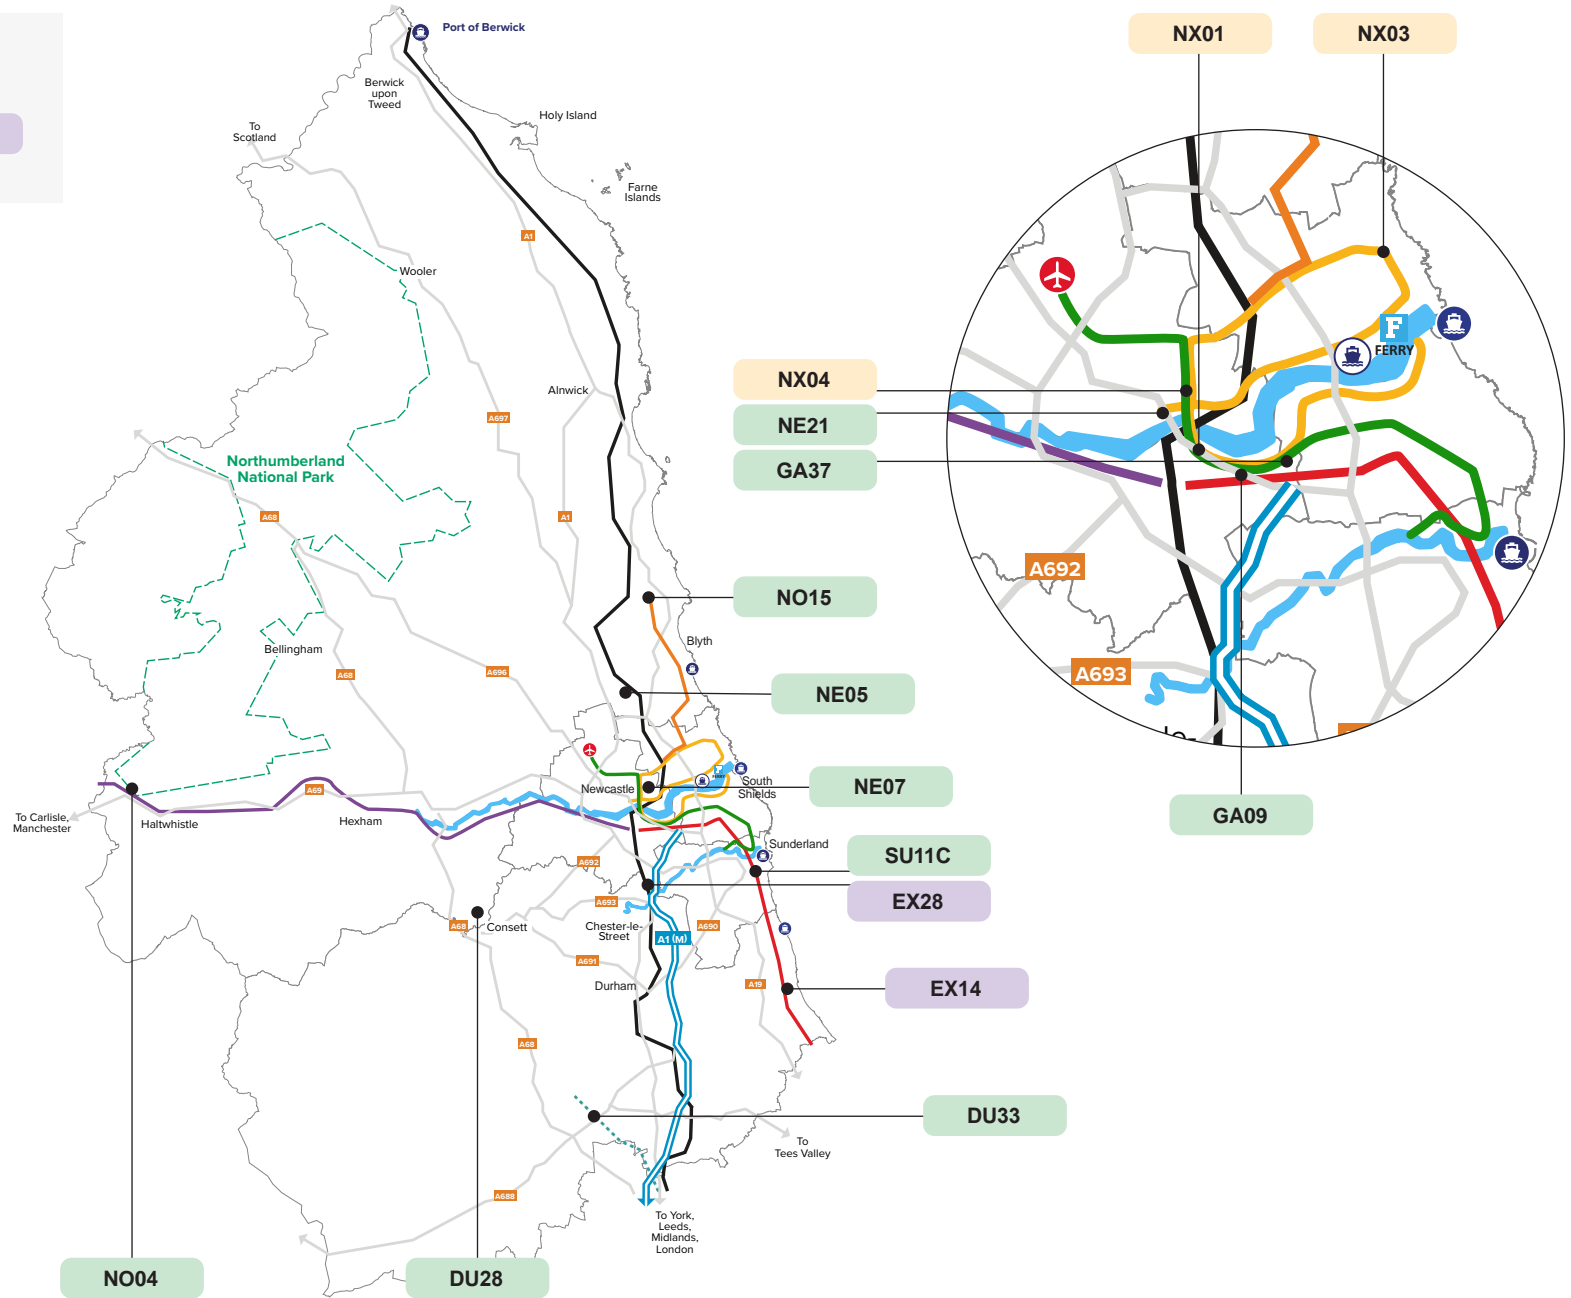 NX01
NX03
Port of Berwick
Berwick
upon
Tweed
Holy Island
To
Scotland
Farne
Islands
A1
Wooler
F
FERRY
NX04
Alnwick
A697
NE21
GA37
Northumberland
National Park
A68
A1
A692
NO15
Blyth
Bellingham
A68
A696
A693
NE05
le-
Newcastle
F
FERRY
South
Shields
NE07
A69
To Carlisle,
Manchester
Haltwhistle
Hexham
GA09
Sunderland
SU11C
A692
EX28
A693
A68
Consett
Chester-le-
Street
A690
A1 (M)
A691
Durham
A19
EX14
A68
DU33
To
Tees Valley
A688
To York,
Leeds,
Midlands,
London
NO04
DU28